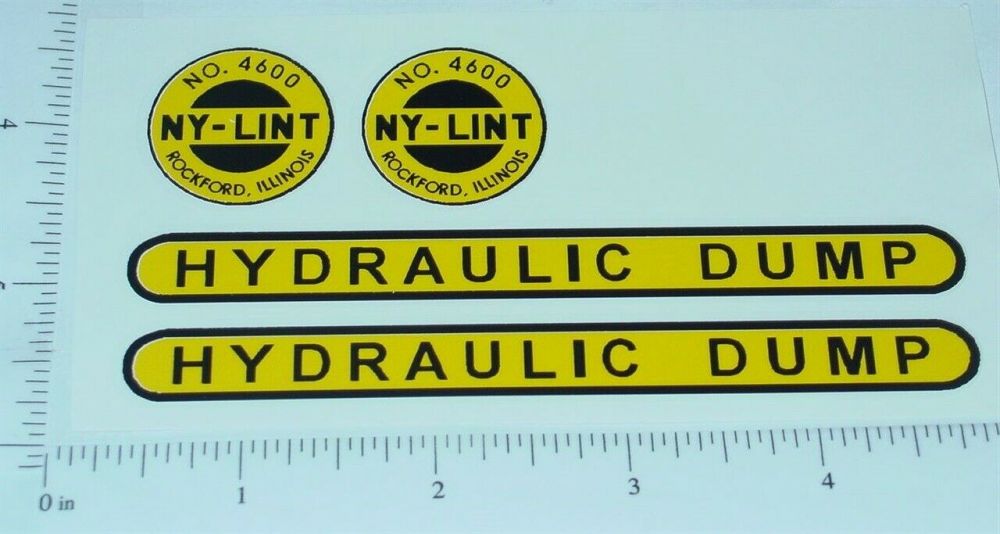 NO. 4600
NY-LINT
ROCKFORD, ILLINOIS
NO. 4600
NY-LINT
ROCKFORD, ILLINOIS
HYDRAULIC DUMP
HYDRAULIC DUMP
4
0 in
1
2
3
4